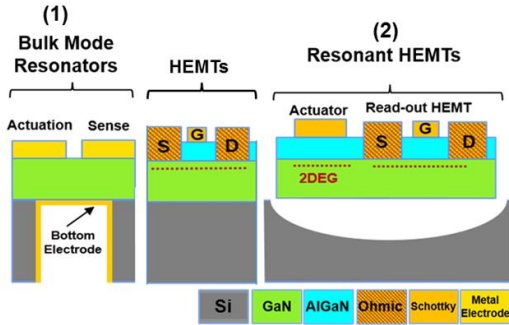 (1)
Bulk Mode
Resonators
HEMTs
(2)
Resonant HEMTs
Actuation
Sense
S
G
D
Actuator
Read-out HEMT
S
G
D
2DEG
Bottom
Electrode
Si
GaN
AlGaN
Ohmic
Schottky
Metal
Electrode